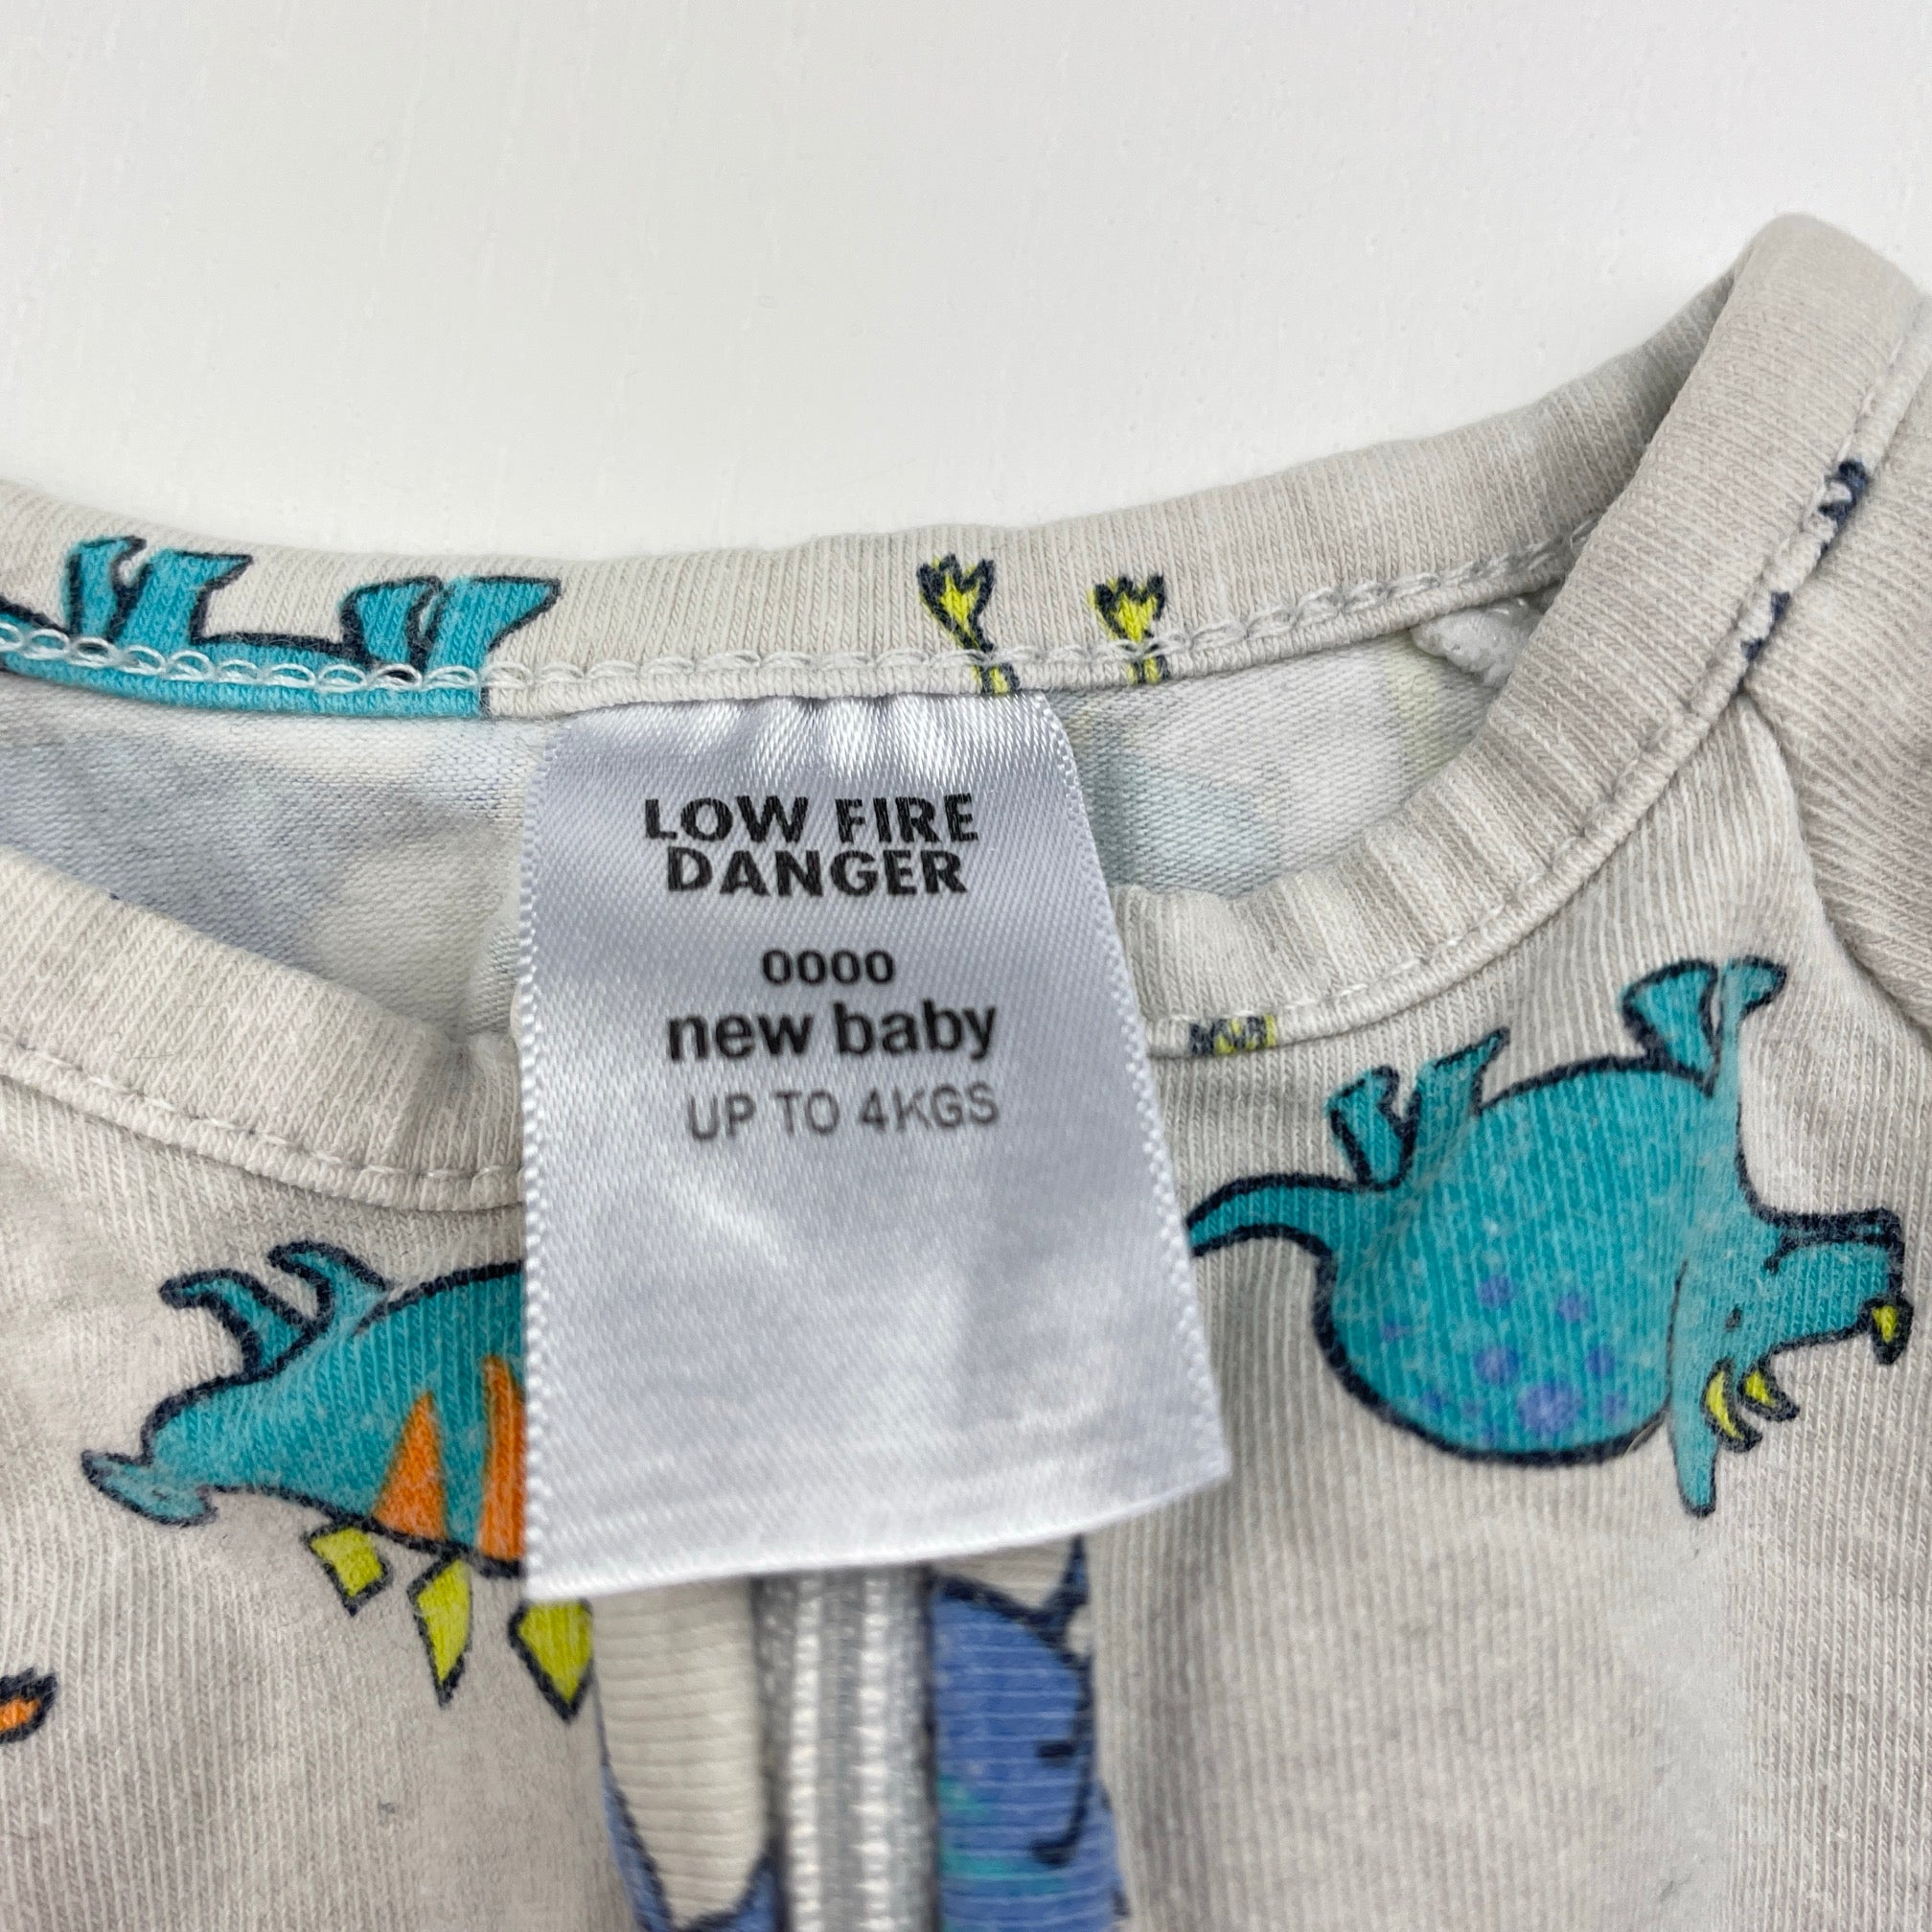 LOW FIRE
DANGER
0000
new baby
UP TO 4KGS